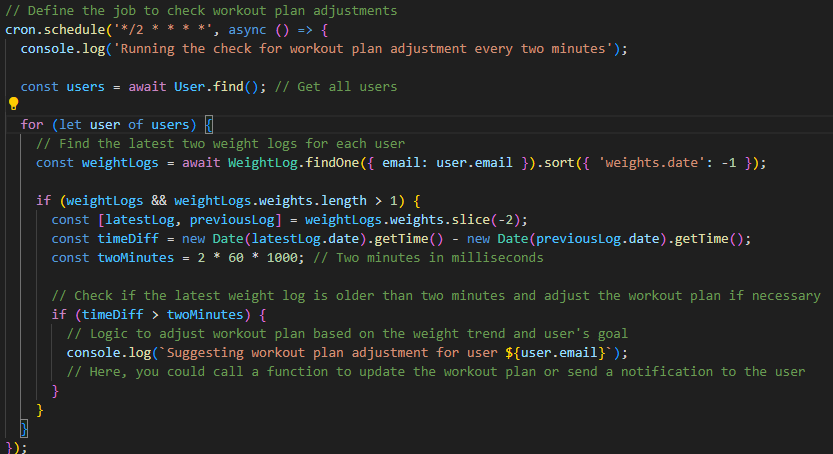 // Define the job to check workout plan adjustments
cron.schedule('*/2 * * * *', async () => {
  console.log('Running the check for workout plan adjustment every two minutes');
  const users = await User.find(); // Get all users
  for (let user of users) {
    // Find the latest two weight logs for each user
    const weightLogs = await WeightLog.findOne({ email: user.email }).sort({ 'weights.date': -1 });
    if (weightLogs && weightLogs.weights.length > 1) {
      const [latestLog, previousLog] = weightLogs.weights.slice(-2);
      const timeDiff = new Date(latestLog.date).getTime() - new Date(previousLog.date).getTime();
      const twoMinutes = 2 * 60 * 1000; // Two minutes in milliseconds
      // Check if the latest weight log is older than two minutes and adjust the workout plan if necessary
      if (timeDiff > twoMinutes) {
        // Logic to adjust workout plan based on the weight trend and user's goal
        console.log(`Suggesting workout plan adjustment for user ${user.email}`);
        // Here, you could call a function to update the workout plan or send a notification to the user
      }
    }
  }
});